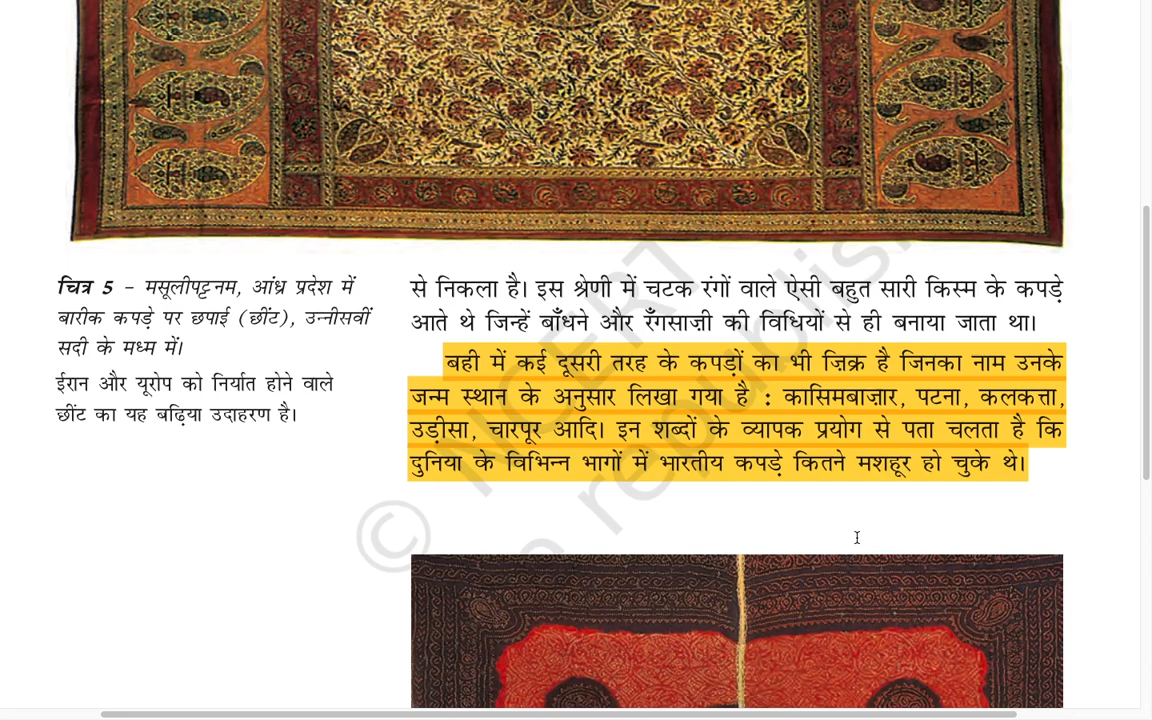 चित्र 5 – मसूलीपट्टनम, आंध्र प्रदेश में
बारीक कपड़े पर छपाई (छींट), उन्नीसवीं
सदी के मध्म में।
ईरान और यूरोप को निर्यात होने वाले
छींट का यह बढ़िया उदाहरण है।
से निकला है। इस श्रेणी में चटक रंगों वाले ऐसी बहुत सारी किस्म के कपड़े
आते थे जिन्हें बाँधने और रँगसाज़ी की विधियों से ही बनाया जाता था।
बही में कई दूसरी तरह के कपड़ों का भी ज़िक्र है जिनका नाम उनके
जन्म स्थान के अनुसार लिखा गया है : कासिमबाज़ार, पटना, कलकत्ता,
उड़ीसा, चारपूर आदि। इन शब्दों के व्यापक प्रयोग से पता चलता है कि
दुनिया के विभिन्न भागों में भारतीय कपड़े कितने मशहूर हो चुके थे।
© NCERT
republish